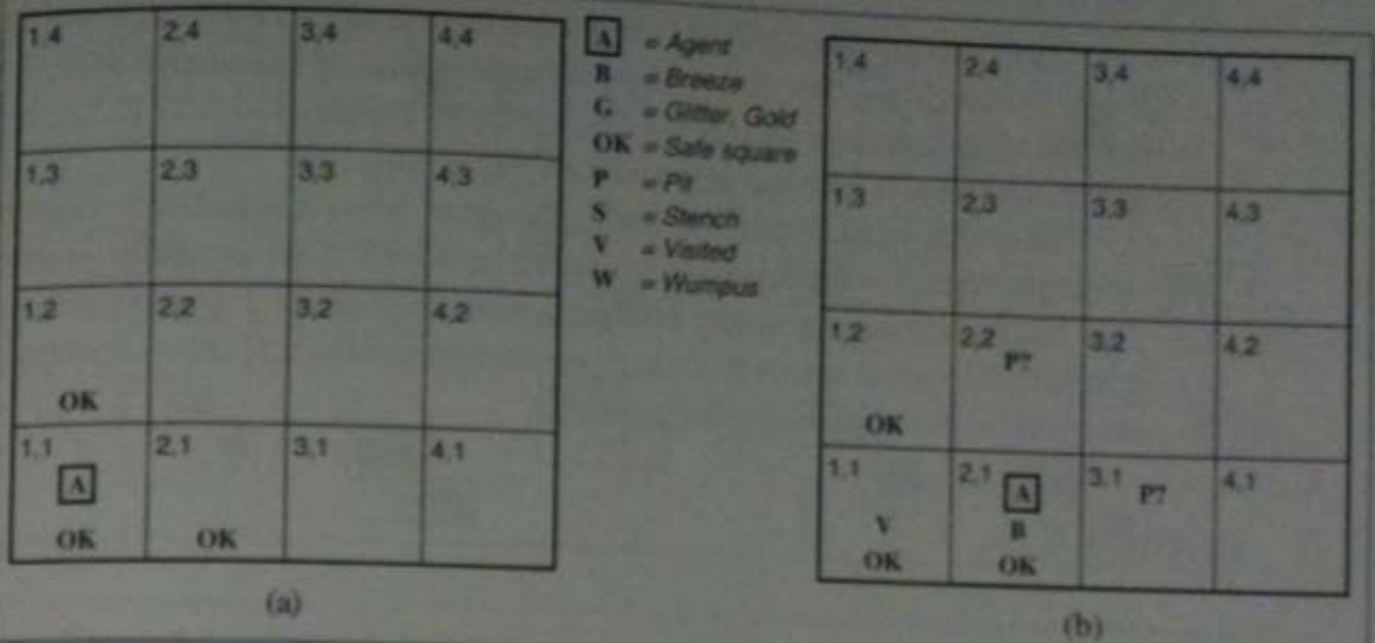 1,4 2,4 3,4 4,4
1,3 2,3 3,3 4,3
1,2 2,2 3,2 4,2
OK
1,1 2,1 3,1 4,1
A
OK OK
(a)
A = Agent
B = Breeze
G = Glitter, Gold
OK = Safe square
P = Pit
S = Stench
V = Visited
W = Wumpus
1,4 2,4 3,4 4,4
1,3 2,3 3,3 4,3
1,2 2,2 P? 3,2 4,2
OK
1,1 2,1 A 3,1 P? 4,1
V B
OK OK
(b)